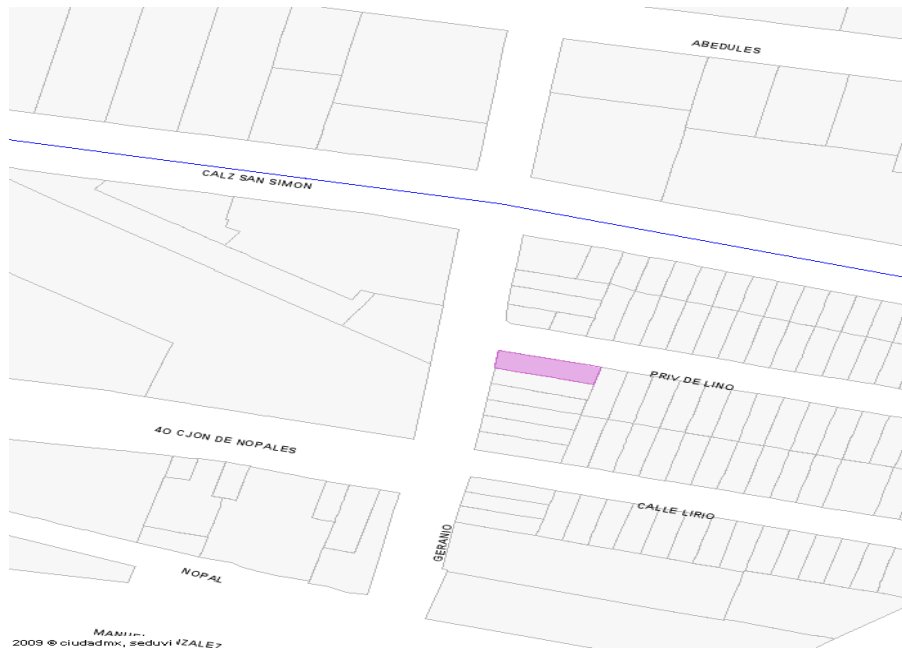 ABEDULES
CALZ SAN SIMON
PRIV DE LINO
4O CJON DE NOPALES
CALLE LIRIO
GERANIO
NOPAL
2009 © ciudadmx, seduvi